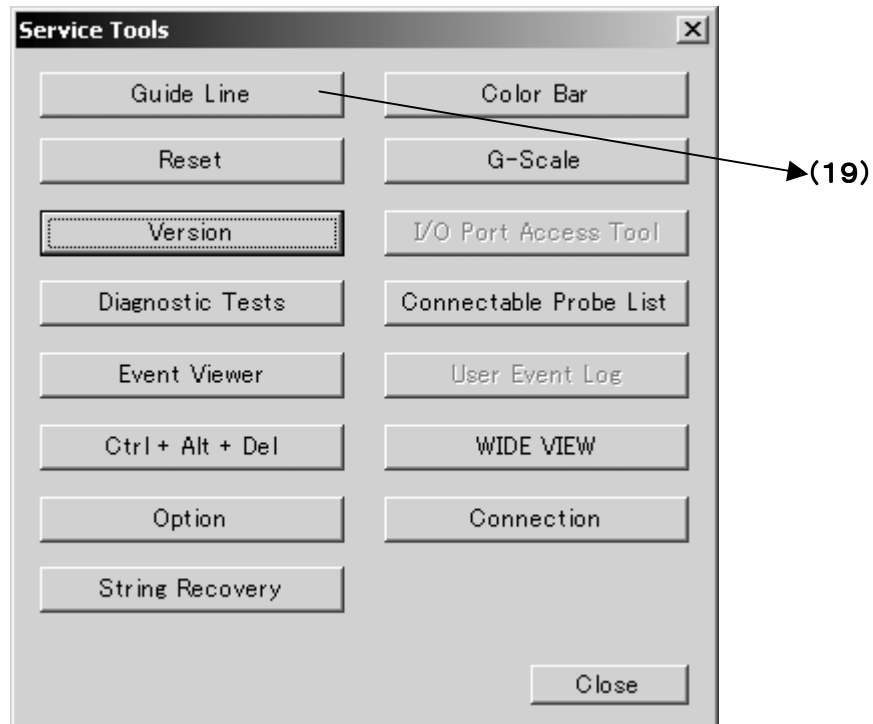 Service Tools
Guide Line
Color Bar
(19)
Reset
G-Scale
Version
I/O Port Access Tool
Diagnostic Tests
Connectable Probe List
Event Viewer
User Event Log
Ctrl + Alt + Del
WIDE VIEW
Option
Connection
String Recovery
Close